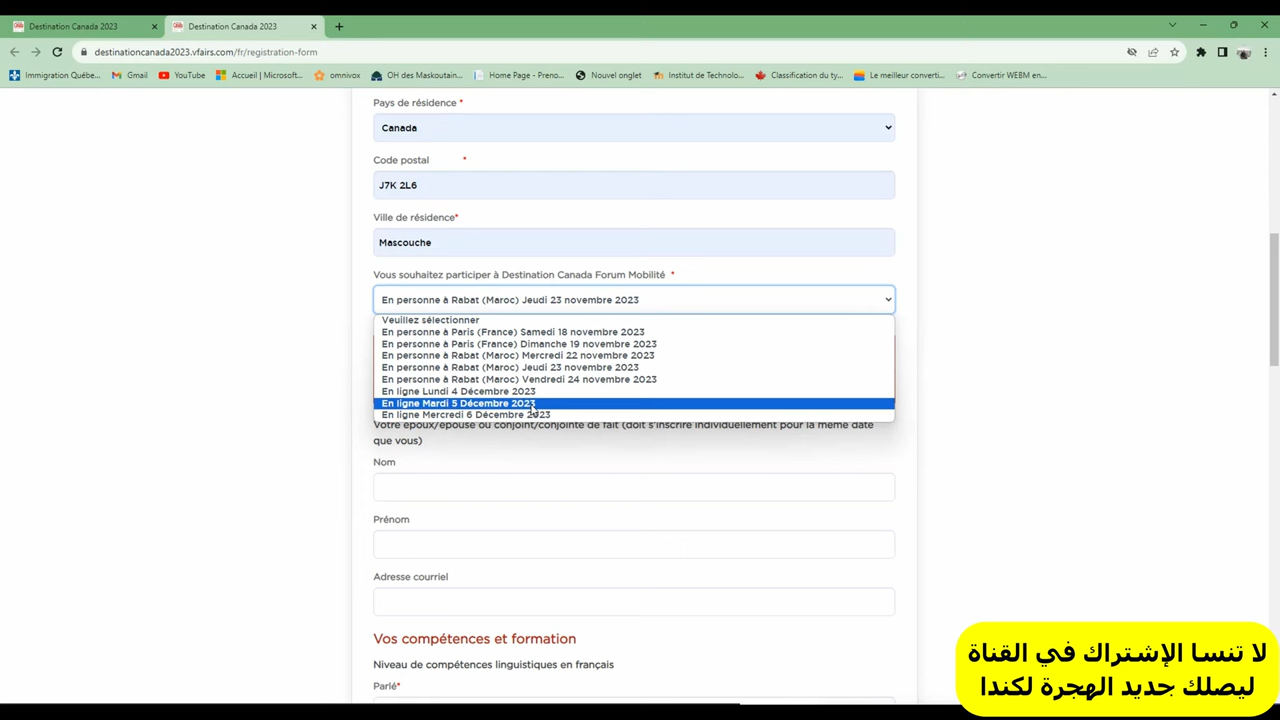 Destination Canada 2023
Destination Canada 2023
destinationcanada2023.vfairs.com/fr/registration-form
Immigration Québe...
Gmail
YouTube
Accueil | Microsoft...
omnivox
OH des Maskoutain...
Home Page - Preno...
Nouvel onglet
Institut de Technolo...
Classification du ty...
Le meilleur converti...
Convertir WEBM en...
Pays de résidence *
Canada
Code postal *
J7K 2L6
Ville de résidence*
Mascouche
Vous souhaitez participer à Destination Canada Forum Mobilité *
En personne à Rabat (Maroc) Jeudi 23 novembre 2023
Veuillez sélectionner
En personne à Paris (France) Samedi 18 novembre 2023
En personne à Paris (France) Dimanche 19 novembre 2023
En personne à Rabat (Maroc) Mercredi 22 novembre 2023
En personne à Rabat (Maroc) Jeudi 23 novembre 2023
En personne à Rabat (Maroc) Vendredi 24 novembre 2023
En ligne Lundi 4 Décembre 2023
En ligne Mardi 5 Décembre 2023
En ligne Mercredi 6 Décembre 2023
Votre époux/épouse ou conjoint/conjointe de fait (doit s'inscrire individuellement pour la même date
que vous)
Nom
Prénom
Adresse courriel
Vos compétences et formation
Niveau de compétences linguistiques en français
Parlé*
لا تنسا الإشتراك في القناة
ليصلك جديد الهجرة لكندا